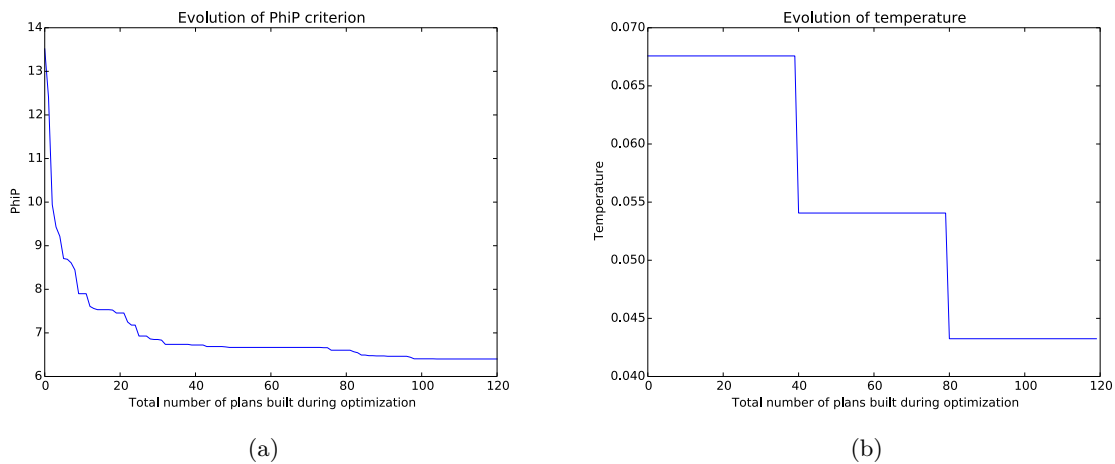 Evolution of PhiP criterion
14
13
12
11
10
9
8
7
6
PhiP
0 20 40 60 80 100 120
Total number of plans built during optimization
(a)
Evolution of temperature
0.070
0.065
0.060
0.055
0.050
0.045
0.040
Temperature
0 20 40 60 80 100 120
Total number of plans built during optimization
(b)